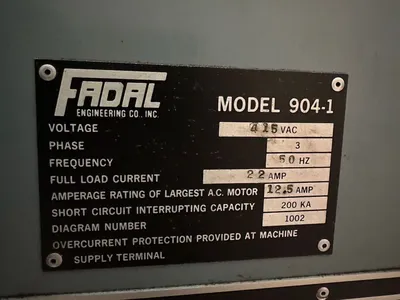 FADAL
ENGINEERING CO., INC.
MODEL 904-1
VOLTAGE 415 VAC
PHASE 3
FREQUENCY 50 HZ
FULL LOAD CURRENT 22 AMP
AMPERAGE RATING OF LARGEST A.C. MOTOR 12.5 AMP
SHORT CIRCUIT INTERRUPTING CAPACITY 200 KA
DIAGRAM NUMBER 1002
OVERCURRENT PROTECTION PROVIDED AT MACHINE
SUPPLY TERMINAL